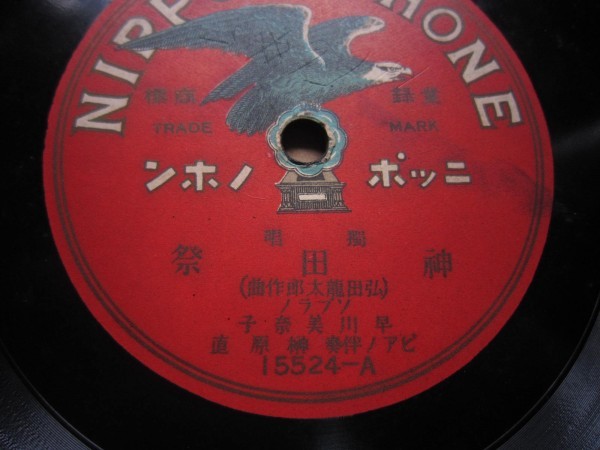 NIPP HONE
登録 商標
TRADE MARK
ニッポノホン
獨唱
神田祭
(弘田龍太郎作曲)
ソプラノ
早川美奈子
ピアノ伴奏 榊原直
15524-A